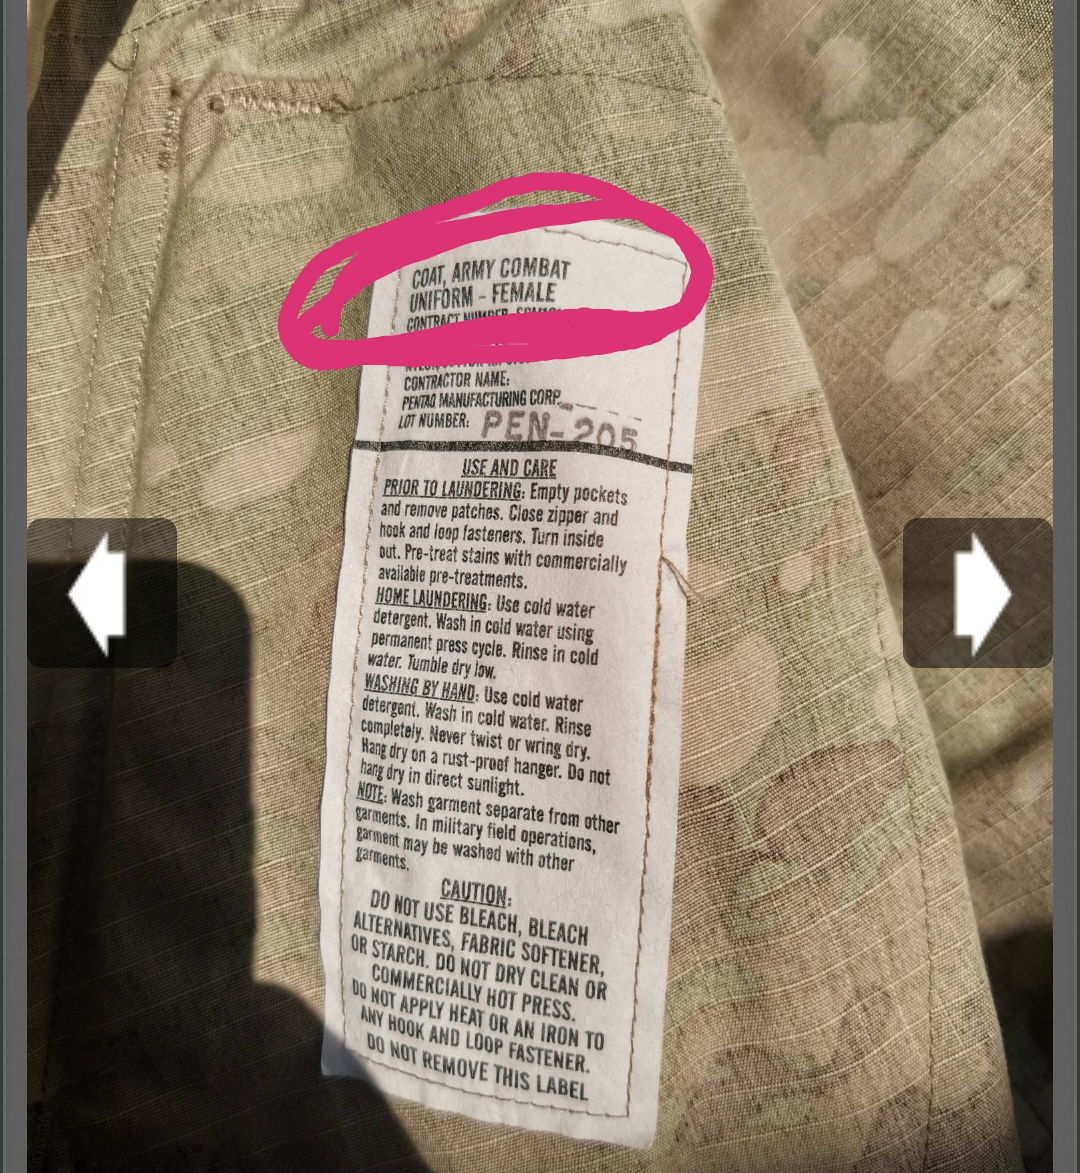 COAT, ARMY COMBAT
UNIFORM - FEMALE
CONTRACT NUMBER:
CONTRACTOR NAME:
PENTAQ MANUFACTURING CORP.
LOT NUMBER: PEN-205
USE AND CARE
PRIOR TO LAUNDERING: Empty pockets
and remove patches. Close zipper and
hook and loop fasteners. Turn inside
out. Pre-treat stains with commercially
available pre-treatments.
HOME LAUNDERING: Use cold water
detergent. Wash in cold water using
permanent press cycle. Rinse in cold
water. Tumble dry low.
WASHING BY HAND: Use cold water
detergent. Wash in cold water. Rinse
completely. Never twist or wring dry.
Hang dry on a rust-proof hanger. Do not
hang dry in direct sunlight.
NOTE: Wash garment separate from other
garments. In military field operations,
garment may be washed with other
garments.
CAUTION:
DO NOT USE BLEACH, BLEACH
ALTERNATIVES, FABRIC SOFTENER,
OR STARCH. DO NOT DRY CLEAN OR
COMMERCIALLY HOT PRESS.
DO NOT APPLY HEAT OR AN IRON TO
ANY HOOK AND LOOP FASTENER.
DO NOT REMOVE THIS LABEL